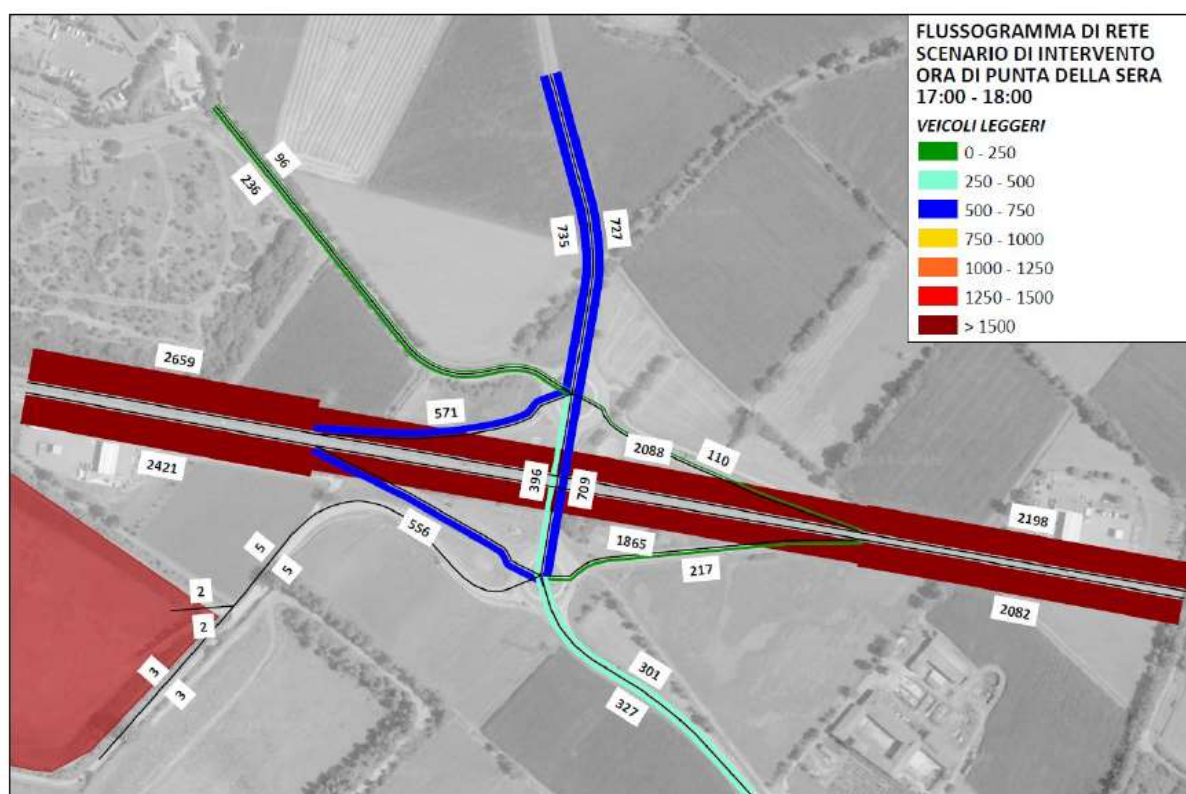 FLUSSOGRAMMA DI RETE
SCENARIO DI INTERVENTO
ORA DI PUNTA DELLA SERA
17:00 - 18:00
VEICOLI LEGGERI
0 - 250
250 - 500
500 - 750
750 - 1000
1000 - 1250
1250 - 1500
> 1500
96
236
735
727
2659
571
2421
2088
110
396
709
556
1865
217
2198
2082
5
5
2
2
3
3
301
327